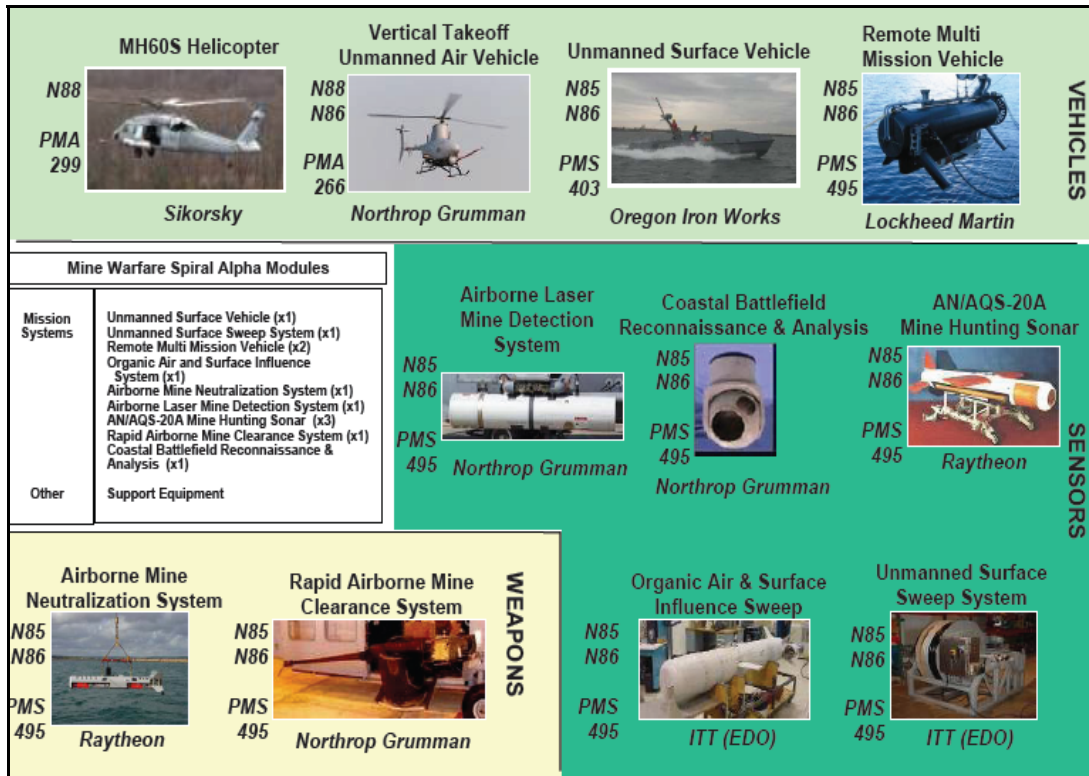 MH60S Helicopter
N88
PMA
299
Sikorsky
Vertical Takeoff
Unmanned Air Vehicle
N88
N86
PMA
266
Northrop Grumman
Unmanned Surface Vehicle
N85
N86
PMS
403
Oregon Iron Works
Remote Multi
Mission Vehicle
N85
N86
PMS
495
Lockheed Martin
VEHICLES
Mine Warfare Spiral Alpha Modules
Mission
Systems
Unmanned Surface Vehicle (x1)
Unmanned Surface Sweep System (x1)
Remote Multi Mission Vehicle (x2)
Organic Air and Surface Influence
System (x1)
Airborne Mine Neutralization System (x1)
Airborne Laser Mine Detection System (x1)
AN/AQS-20A Mine Hunting Sonar (x3)
Rapid Airborne Mine Clearance System (x1)
Coastal Battlefield Reconnaissance &
Analysis (x1)
Other
Support Equipment
Airborne Laser
Mine Detection
System
N85
N86
PMS
495
Northrop Grumman
Coastal Battlefield
Reconnaissance & Analysis
N85
N86
PMS
495
Northrop Grumman
AN/AQS-20A
Mine Hunting Sonar
N85
N86
PMS
495
Raytheon
SENSORS
Airborne Mine
Neutralization System
N85
N86
PMS
495
Raytheon
Rapid Airborne Mine
Clearance System
N85
N86
PMS
495
Northrop Grumman
WEAPONS
Organic Air & Surface
Influence Sweep
N85
N86
PMS
495
ITT (EDO)
Unmanned Surface
Sweep System
N85
N86
PMS
495
ITT (EDO)